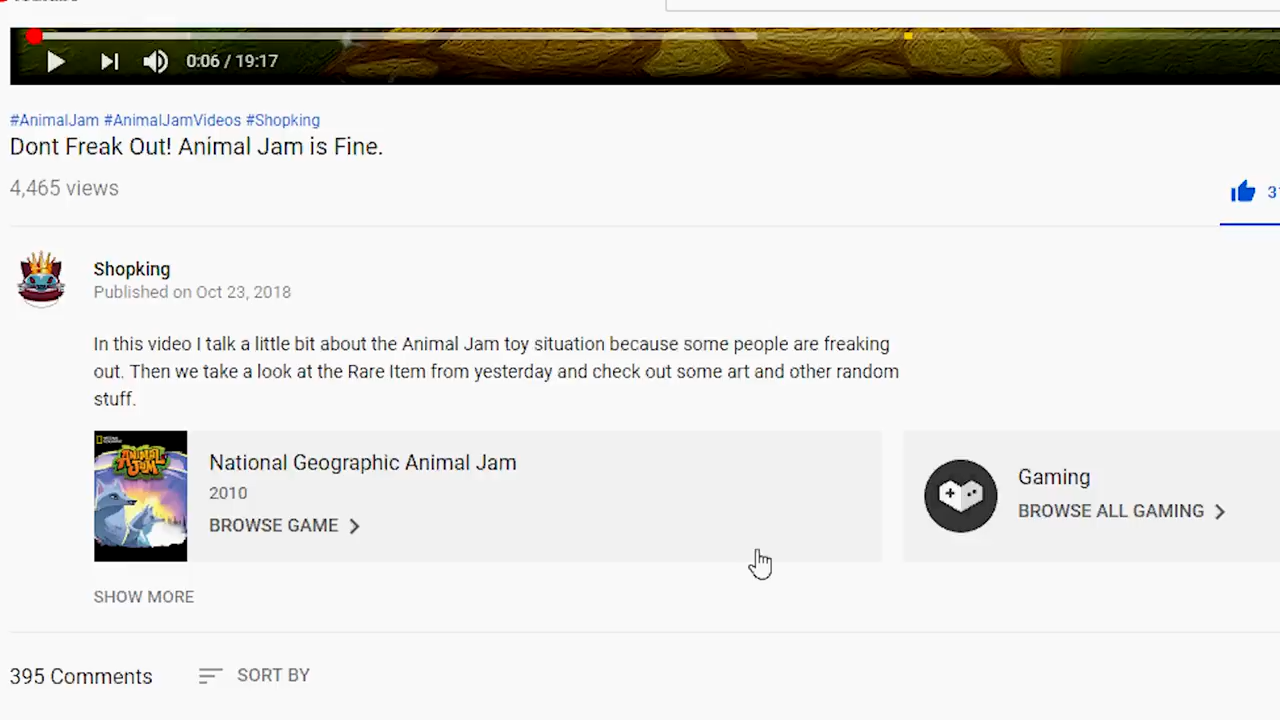 0:06 / 19:17
#AnimalJam #AnimalJamVideos #Shopking
Dont Freak Out! Animal Jam is Fine.
4,465 views
Shopking
Published on Oct 23, 2018
In this video I talk a little bit about the Animal Jam toy situation because some people are freaking
out. Then we take a look at the Rare Item from yesterday and check out some art and other random
stuff.
ANIMAL JAM
National Geographic Animal Jam
2010
BROWSE GAME
Gaming
BROWSE ALL GAMING
SHOW MORE
395 Comments
SORT BY